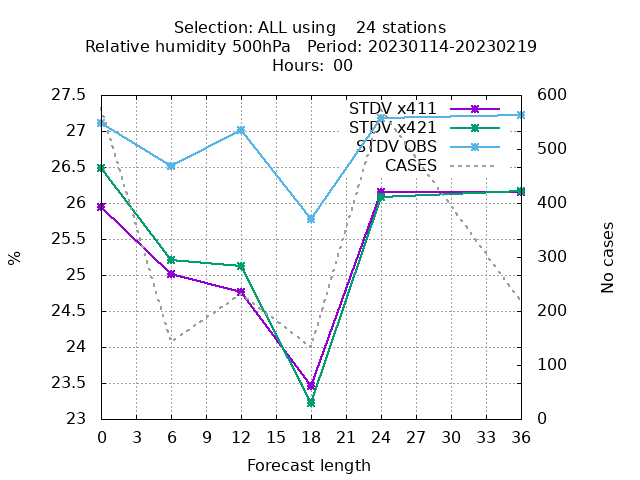 Selection: ALL using    24 stations
Relative humidity 500hPa   Period: 20230114-20230219
Hours:  00
STDV x411
STDV x421
STDV OBS
CASES
%
27.5
27
26.5
26
25.5
25
24.5
24
23.5
23
600
500
400
300
200
100
0
No cases
0 3 6 9 12 15 18 21 24 27 30 33 36
Forecast length